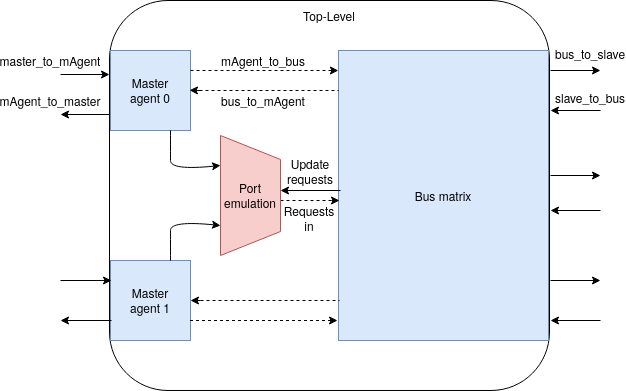 Top-Level
master_to_mAgent
mAgent_to_master
Master
agent 0
mAgent_to_bus
bus_to_mAgent
bus_to_slave
slave_to_bus
Port
emulation
Update
requests
Requests
in
Bus matrix
Master
agent 1